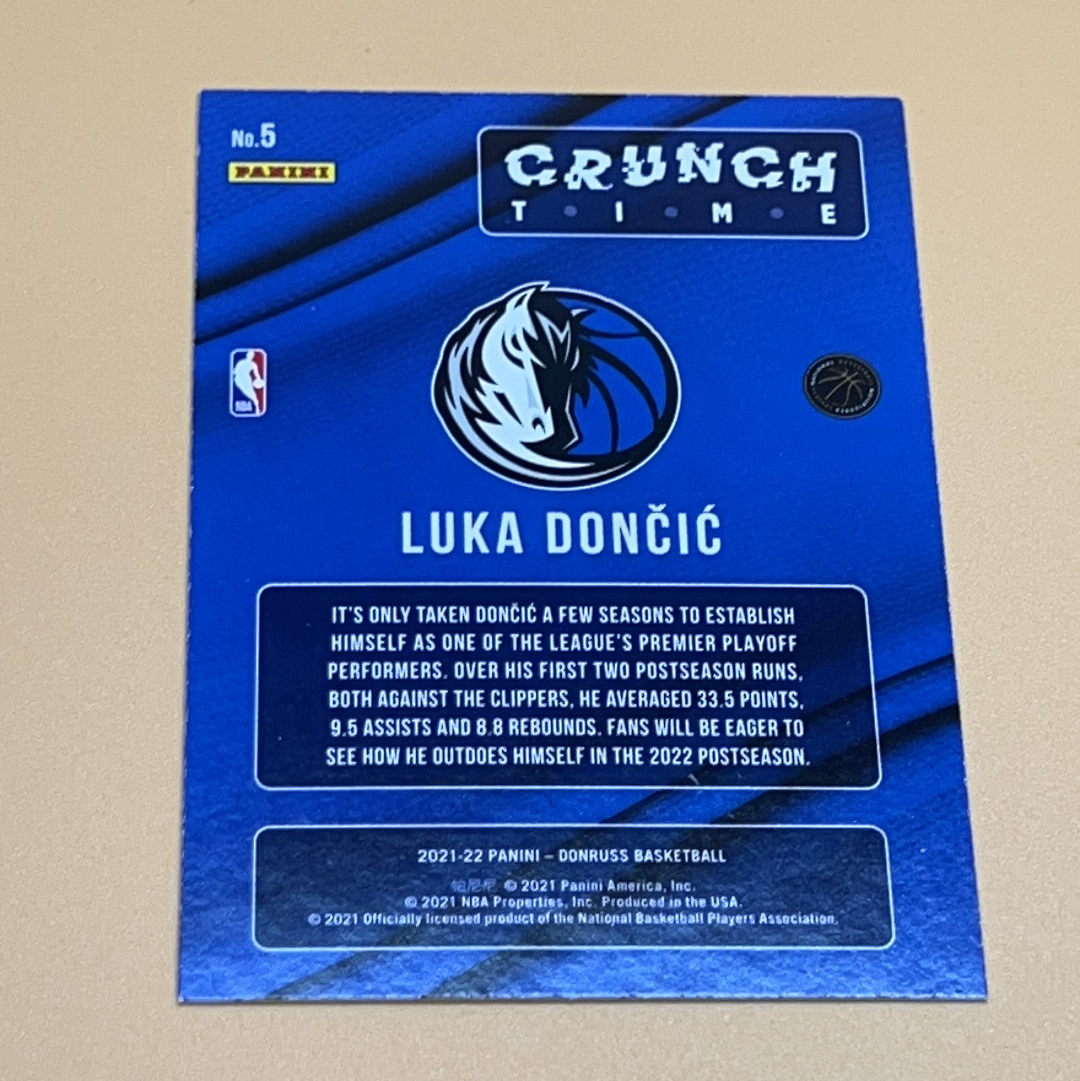 No.5
PANINI
CRUNCH
T • I • M • E
NBA
LUKA DONČIĆ
IT'S ONLY TAKEN DONČIĆ A FEW SEASONS TO ESTABLISH
HIMSELF AS ONE OF THE LEAGUE'S PREMIER PLAYOFF
PERFORMERS. OVER HIS FIRST TWO POSTSEASON RUNS,
BOTH AGAINST THE CLIPPERS, HE AVERAGED 33.5 POINTS,
9.5 ASSISTS AND 8.8 REBOUNDS. FANS WILL BE EAGER TO
SEE HOW HE OUTDOES HIMSELF IN THE 2022 POSTSEASON.
2021-22 PANINI – DONRUSS BASKETBALL
帕尼尼 © 2021 Panini America, Inc.
© 2021 NBA Properties, Inc. Produced in the USA.
© 2021 Officially licensed product of the National Basketball Players Association.